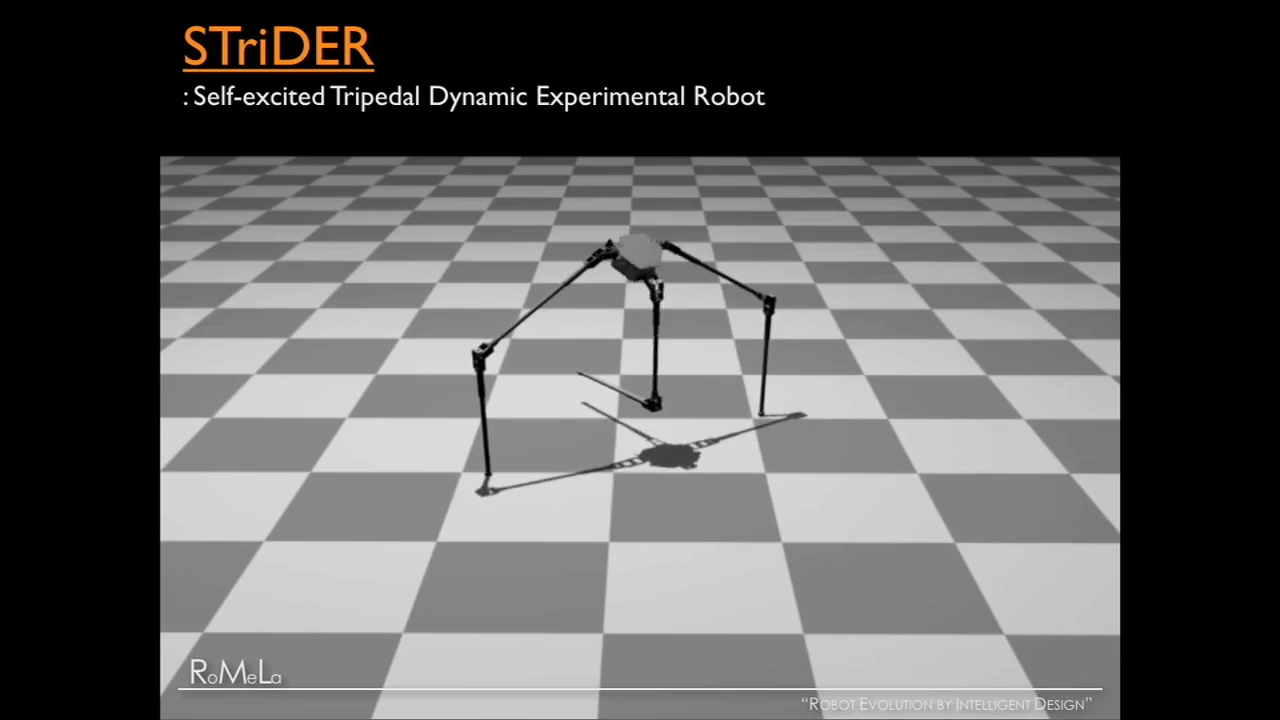 STriDER
: Self-excited Tripedal Dynamic Experimental Robot
RoMeLa
“Robot Evolution by Intelligent Design”